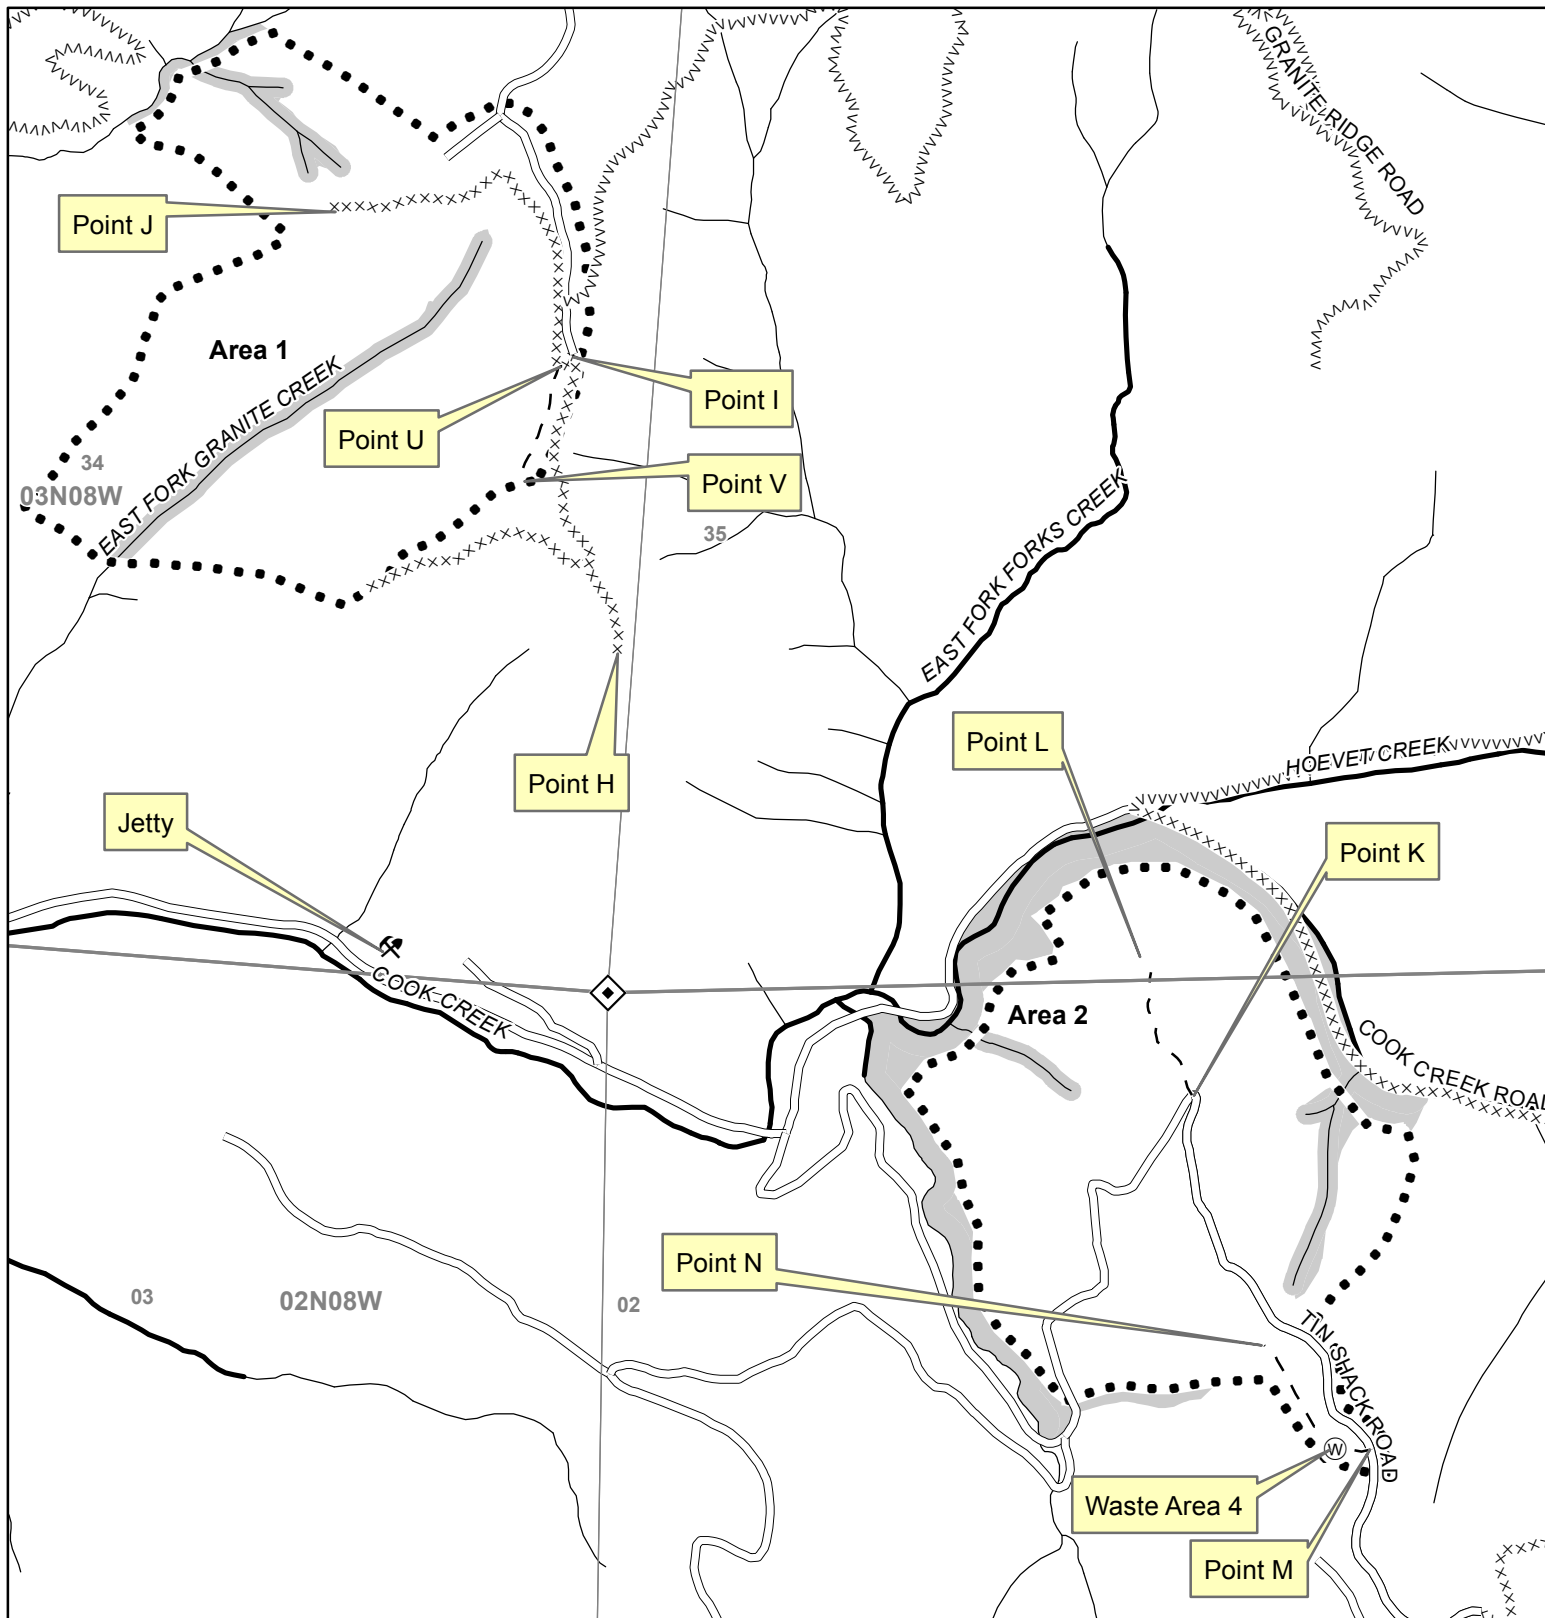 GRANITE RIDGE ROAD
Point J
Area 1
EAST FORK GRANITE CREEK
Point I
Point U
34
03N08W
Point V
35
EAST FORK FORKS CREEK
Point L
HOEVET CREEK
Point H
Jetty
Point K
COOK CREEK
Area 2
COOK CREEK ROAD
Point N
03
02N08W
02
TIN SHACK ROAD
W
Waste Area 4
Point M